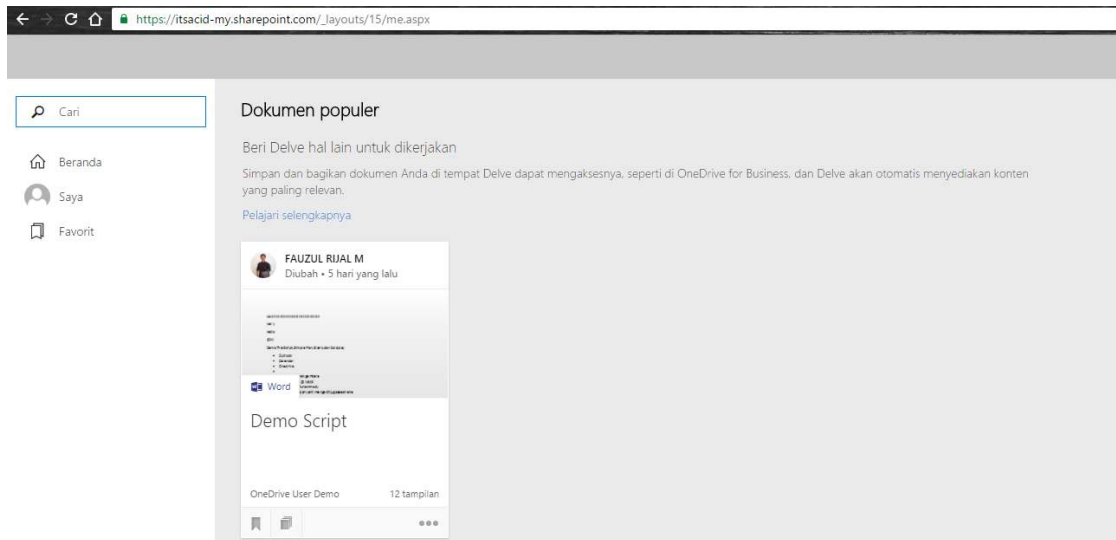 https://itsacid-my.sharepoint.com/_layouts/15/me.aspx
Cari
Beranda
Saya
Favorit
Dokumen populer
Beri Delve hal lain untuk dikerjakan
Simpan dan bagikan dokumen Anda di tempat Delve dapat mengaksesnya, seperti di OneDrive for Business, dan Delve akan otomatis menyediakan konten
yang paling relevan.
Pelajari selengkapnya
FAUZUL RIJAL M
Diubah • 5 hari yang lalu
Word
Demo Script
OneDrive User Demo 12 tampilan